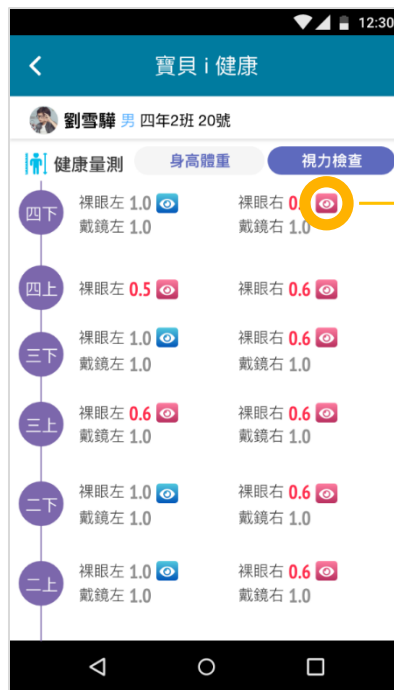 12:30
寶貝 i 健康
劉雪驊 男 四年2班 20號
健康量測 身高體重 視力檢查
四下 裸眼左 1.0 裸眼右
戴鏡左 1.0 戴鏡右 1.0
四上 裸眼左 0.5 裸眼右 0.6
三下 裸眼左 1.0 裸眼右 0.6
戴鏡左 1.0 戴鏡右 1.0
三上 裸眼左 0.6 裸眼右 0.6
戴鏡左 1.0 戴鏡右 1.0
二下 裸眼左 1.0 裸眼右 0.6
戴鏡左 1.0 戴鏡右 1.0
二上 裸眼左 1.0 裸眼右 0.6
戴鏡左 1.0 戴鏡右 1.0